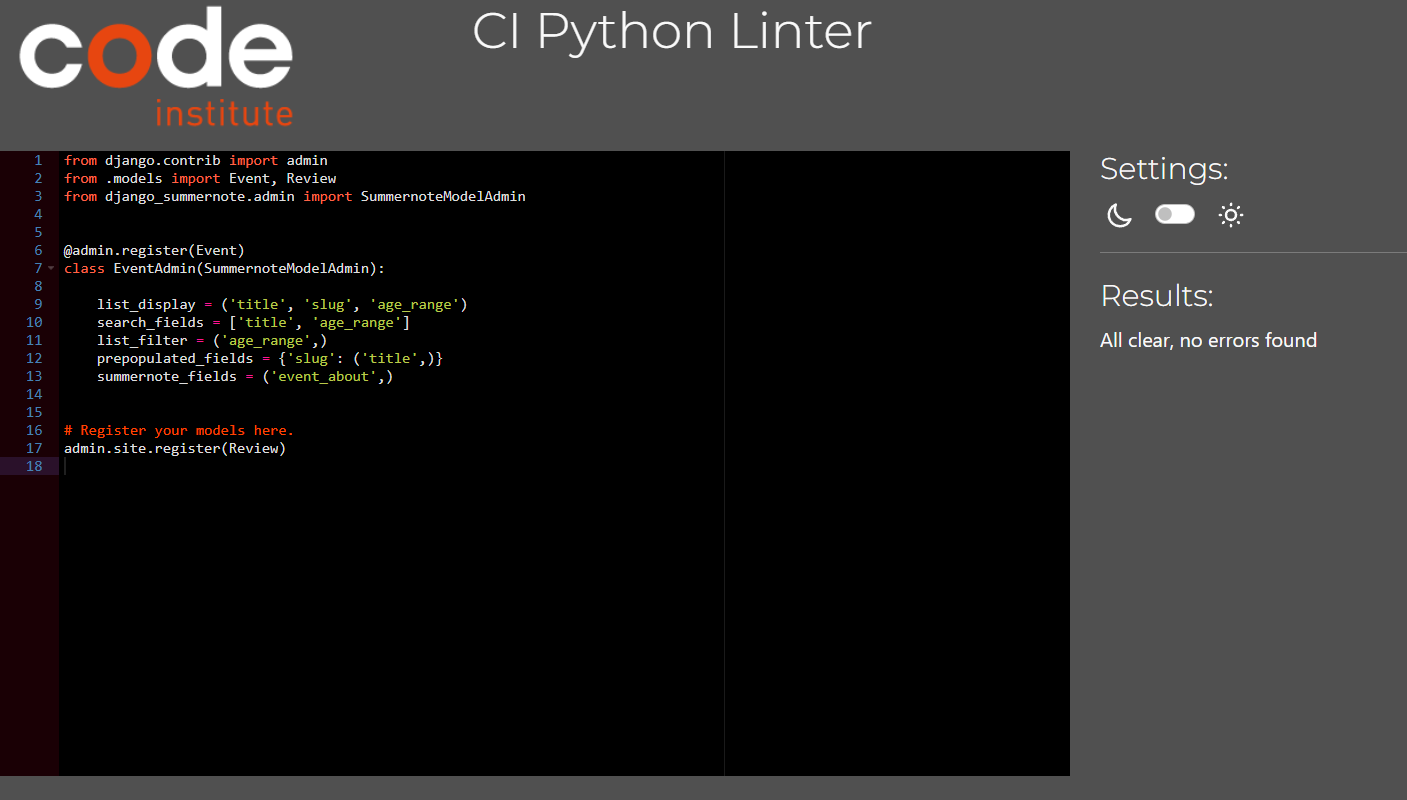 code
institute
CI Python Linter
1 from django.contrib import admin
2 from .models import Event, Review
3 from django_summernote.admin import SummernoteModelAdmin
4
5
6 @admin.register(Event)
7 class EventAdmin(SummernoteModelAdmin):
8
9     list_display = ('title', 'slug', 'age_range')
10     search_fields = ['title', 'age_range']
11     list_filter = ('age_range',)
12     prepopulated_fields = {'slug': ('title',)}
13     summernote_fields = ('event_about',)
14
15
16 # Register your models here.
17 admin.site.register(Review)
18
Settings:
Results:
All clear, no errors found